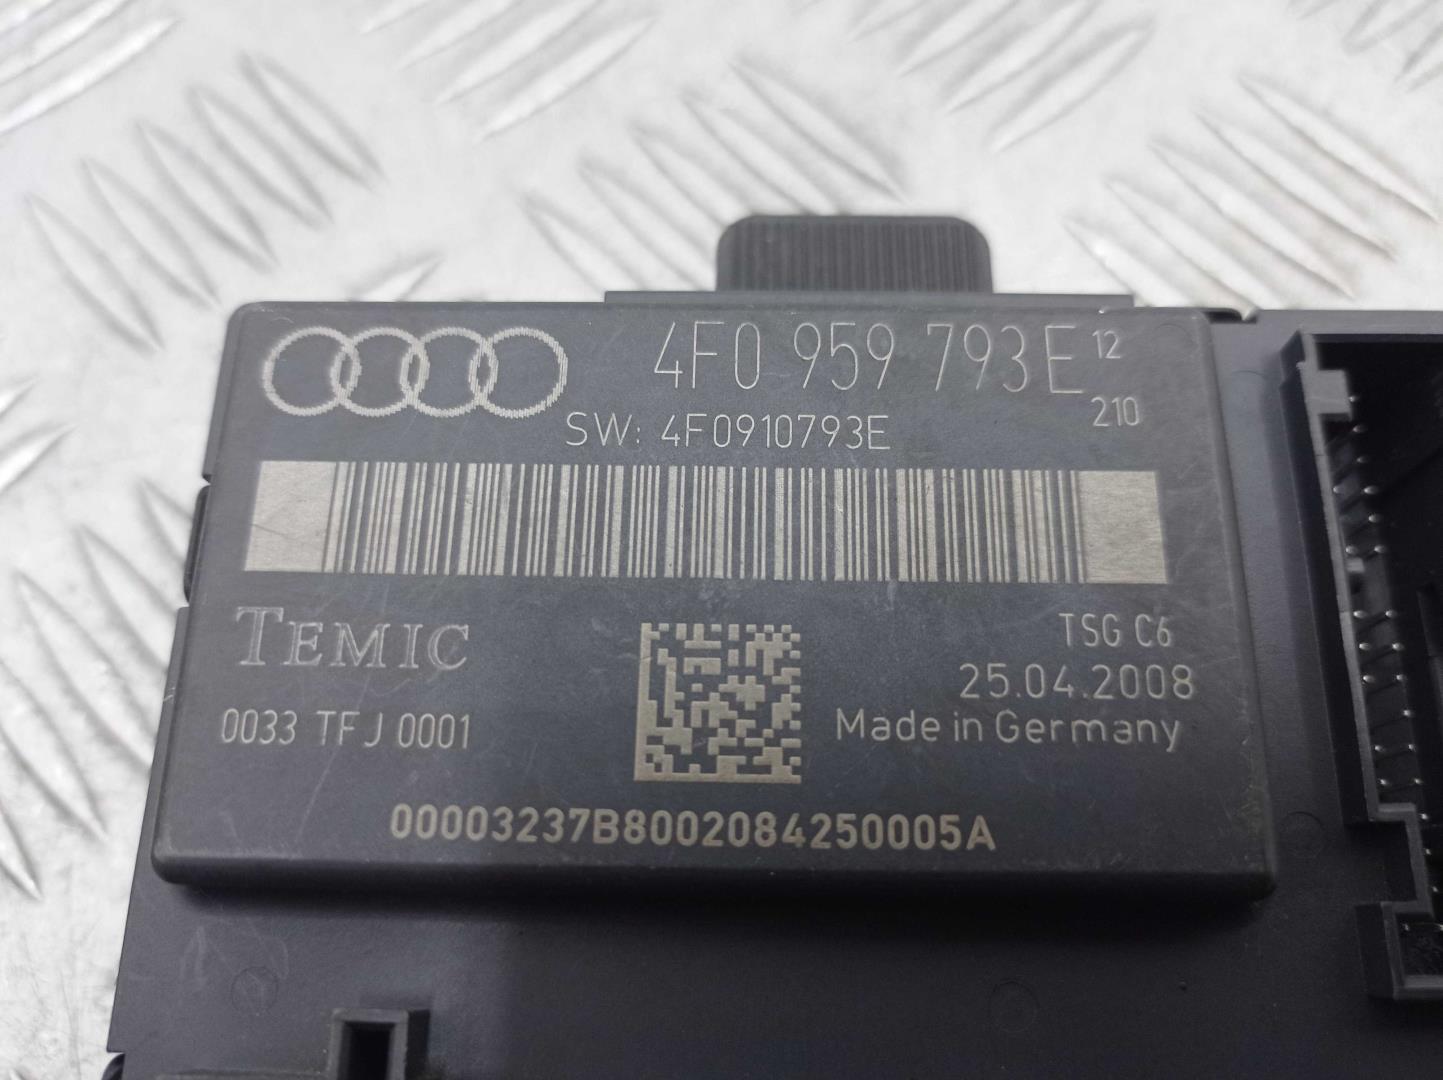 4F0 959 793E 12
210
SW: 4F0910793E
TEMIC
TSG C6
25.04.2008
0033 TFJ 0001
Made in Germany
00003237B8002084250005A